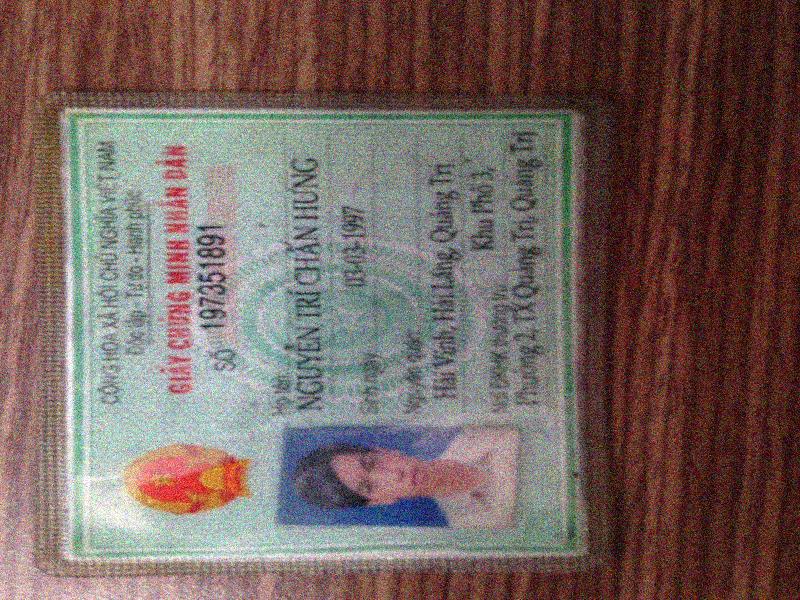 CỘNG HÒA XÃ HỘI CHỦ NGHĨA VIỆT NAM
Độc lập - Tự do - Hạnh phúc
GIẤY CHỨNG MINH NHÂN DÂN
SỐ 197351891
Họ tên
NGUYỄN TRÍ CHẤN HƯNG
Sinh ngày 03-03-1997
Nguyên quán
Hải Vĩnh, Hải Lăng, Quảng Trị
Nơi ĐKHK thường trú Khu Phố 3,
Phường 2, TX Quảng Trị, Quảng Trị